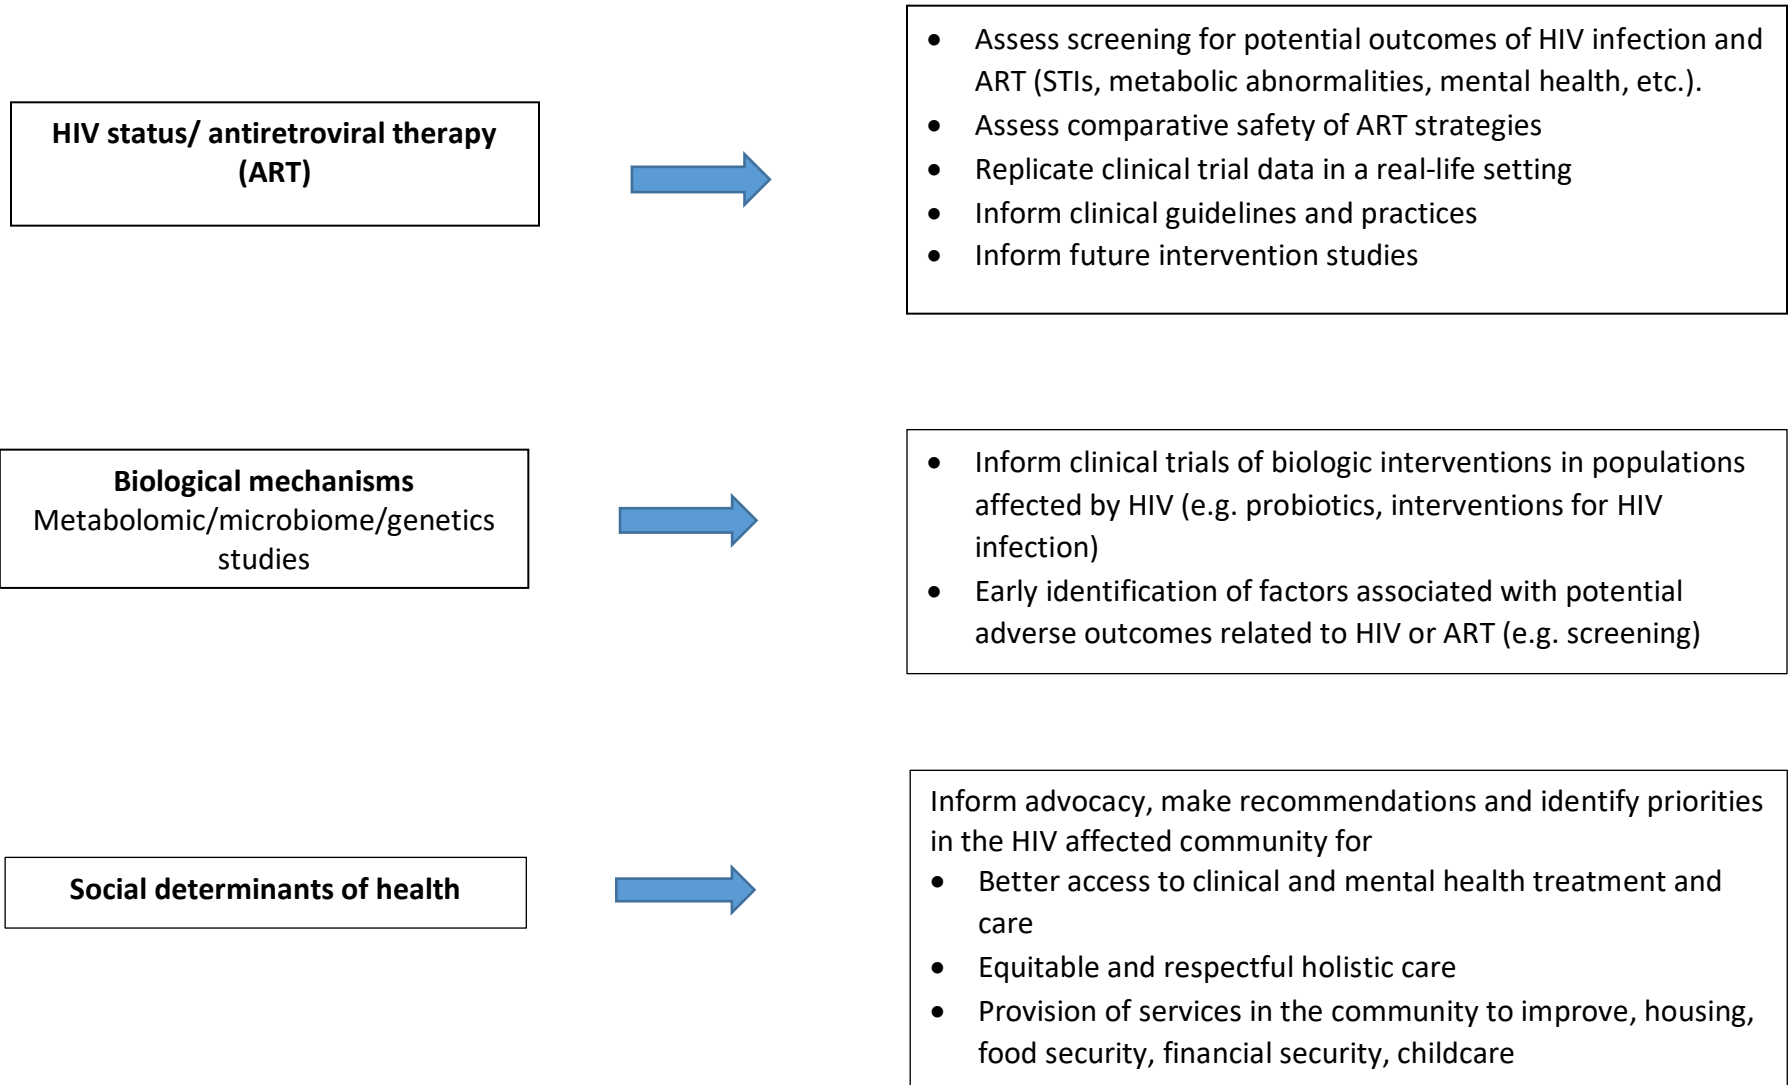 HIV status/ antiretroviral therapy
(ART)
• Assess screening for potential outcomes of HIV infection and
ART (STIs, metabolic abnormalities, mental health, etc.).
• Assess comparative safety of ART strategies
• Replicate clinical trial data in a real-life setting
• Inform clinical guidelines and practices
• Inform future intervention studies
Biological mechanisms
Metabolomic/microbiome/genetics
studies
• Inform clinical trials of biologic interventions in populations
affected by HIV (e.g. probiotics, interventions for HIV
infection)
• Early identification of factors associated with potential
adverse outcomes related to HIV or ART (e.g. screening)
Social determinants of health
Inform advocacy, make recommendations and identify priorities
in the HIV affected community for
• Better access to clinical and mental health treatment and
care
• Equitable and respectful holistic care
• Provision of services in the community to improve, housing,
food security, financial security, childcare